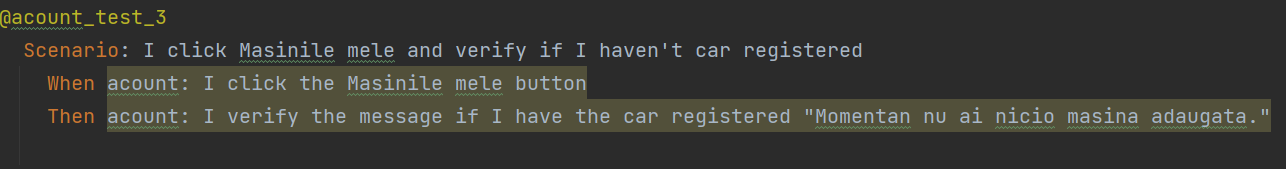 @acount_test_3
Scenario: I click Masinile mele and verify if I haven't car registered
When acount: I click the Masinile mele button
Then acount: I verify the message if I have the car registered "Momentan nu ai nicio masina adaugata."